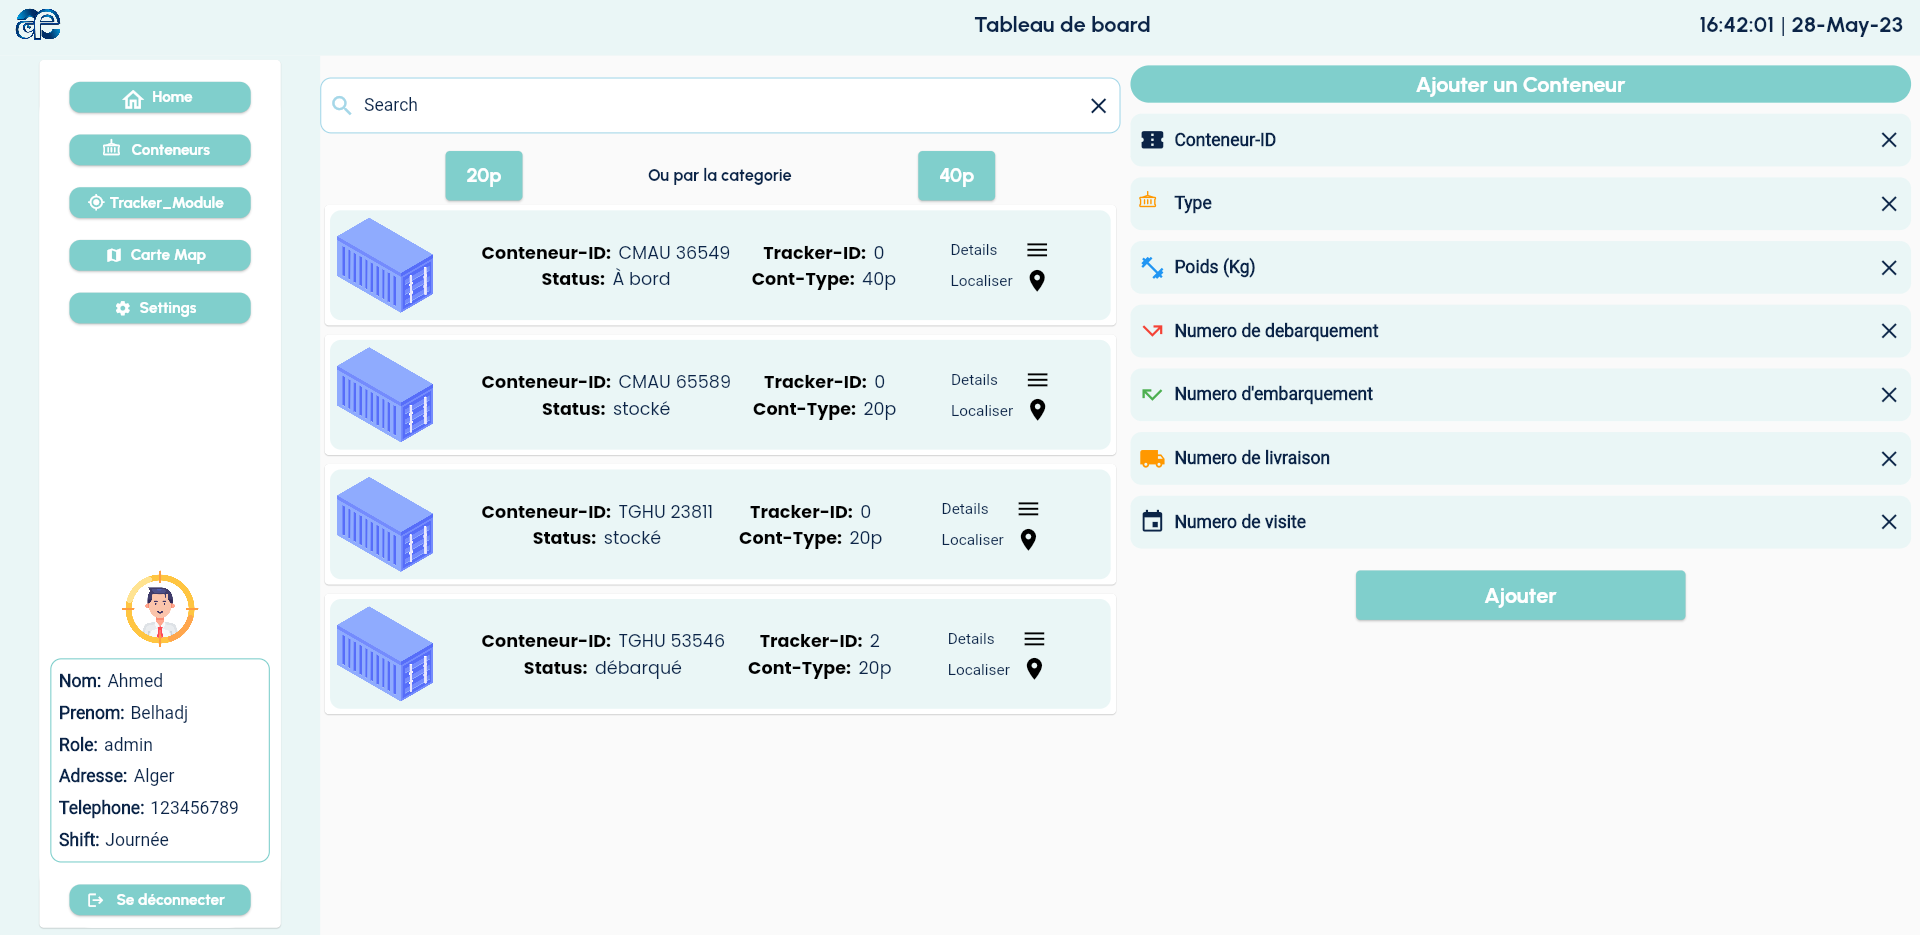 Tableau de board
16:42:01 | 28-May-23
Home
Conteneurs
Tracker_Module
Carte Map
Settings
Nom: Ahmed
Prenom: Belhadj
Role: admin
Adresse: Alger
Telephone: 123456789
Shift: Journée
Se déconnecter
Search
20p
Ou par la categorie
40p
Conteneur-ID: CMAU 36549
Status: À bord
Tracker-ID: 0
Cont-Type: 40p
Details
Localiser
Conteneur-ID: CMAU 65589
Status: stocké
Tracker-ID: 0
Cont-Type: 20p
Details
Localiser
Conteneur-ID: TGHU 23811
Status: stocké
Tracker-ID: 0
Cont-Type: 20p
Details
Localiser
Conteneur-ID: TGHU 53546
Status: débarqué
Tracker-ID: 2
Cont-Type: 20p
Details
Localiser
Ajouter un Conteneur
Conteneur-ID
Type
Poids (Kg)
Numero de debarquement
Numero d'embarquement
Numero de livraison
Numero de visite
Ajouter